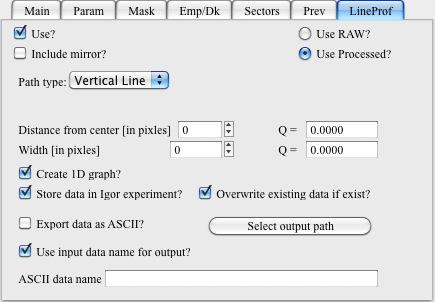 Main Param Mask Emp/Dk Sectors Prev LineProf
Use? Use RAW?
Include mirror? Use Processed?
Path type: Vertical Line
Distance from center [in pixles] 0 Q = 0.0000
Width [in pixles] 0 Q = 0.0000
Create 1D graph?
Store data in Igor experiment? Overwrite existing data if exist?
Export data as ASCII? Select output path
Use input data name for output?
ASCII data name